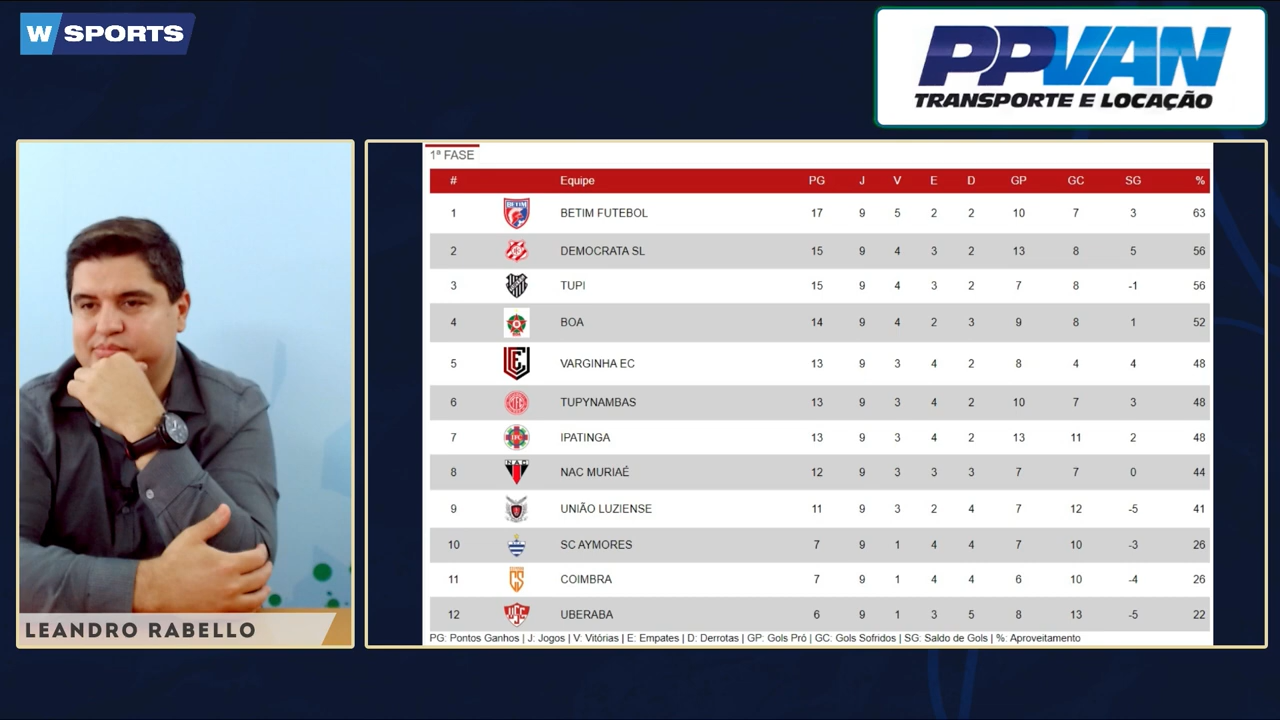 W SPORTS
PPVAN
TRANSPORTE E LOCAÇÃO
1ª FASE
# Equipe PG J V E D GP GC SG %
1 BETIM BETIM FUTEBOL 17 9 5 2 2 10 7 3 63
2 DEMOCRATA SL 15 9 4 3 2 13 8 5 56
3 TUPI 15 9 4 3 2 7 8 -1 56
4 BOA 14 9 4 2 3 9 8 1 52
5 VARGINHA EC 13 9 3 4 2 8 4 4 48
6 TUPYNAMBAS 13 9 3 4 2 10 7 3 48
7 IPATINGA 13 9 3 4 2 13 11 2 48
8 NAC NAC MURIAÉ 12 9 3 3 3 7 7 0 44
9 UNIÃO LUZIENSE 11 9 3 2 4 7 12 -5 41
10 SC AYMORES 7 9 1 4 4 7 10 -3 26
11 COIMBRA 7 9 1 4 4 6 10 -4 26
12 USC UBERABA 6 9 1 3 5 8 13 -5 22
PG: Pontos Ganhos | J: Jogos | V: Vitórias | E: Empates | D: Derrotas | GP: Gols Pró | GC: Gols Sofridos | SG: Saldo de Gols | %: Aproveitamento
LEANDRO RABELLO